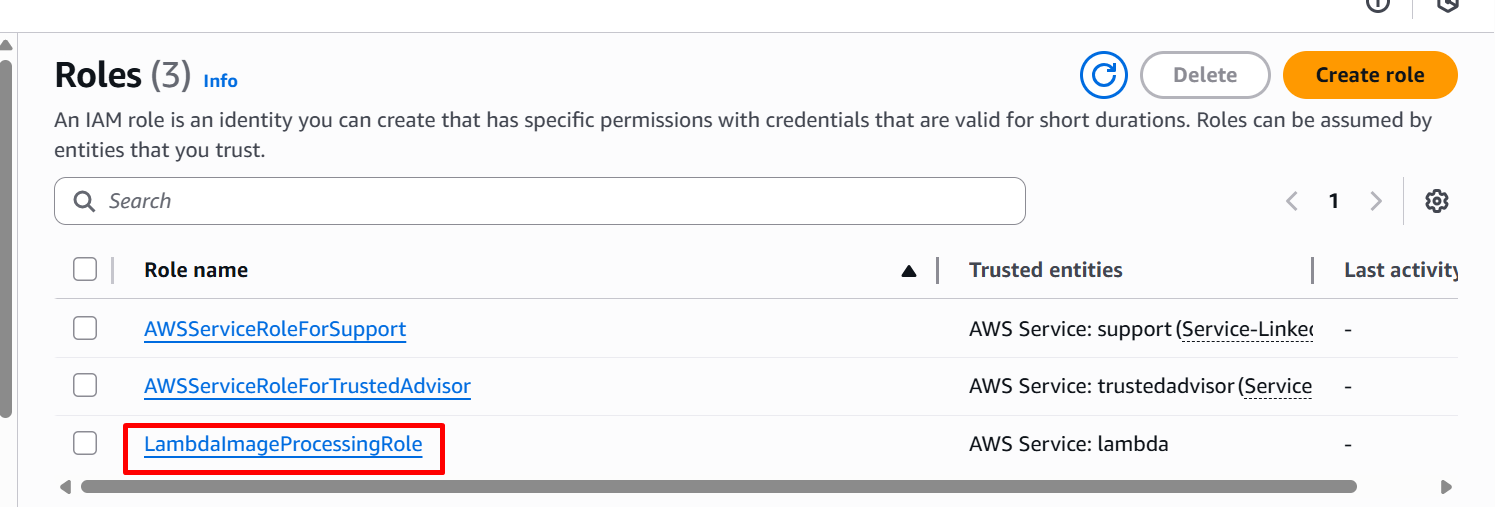 Roles (3) Info
Delete
Create role
An IAM role is an identity you can create that has specific permissions with credentials that are valid for short durations. Roles can be assumed by
entities that you trust.
Search
1
Role name
Trusted entities
Last activity
AWSServiceRoleForSupport
AWS Service: support (Service-Linked
-
AWSServiceRoleForTrustedAdvisor
AWS Service: trustedadvisor (Service
-
LambdaImageProcessingRole
AWS Service: lambda
-